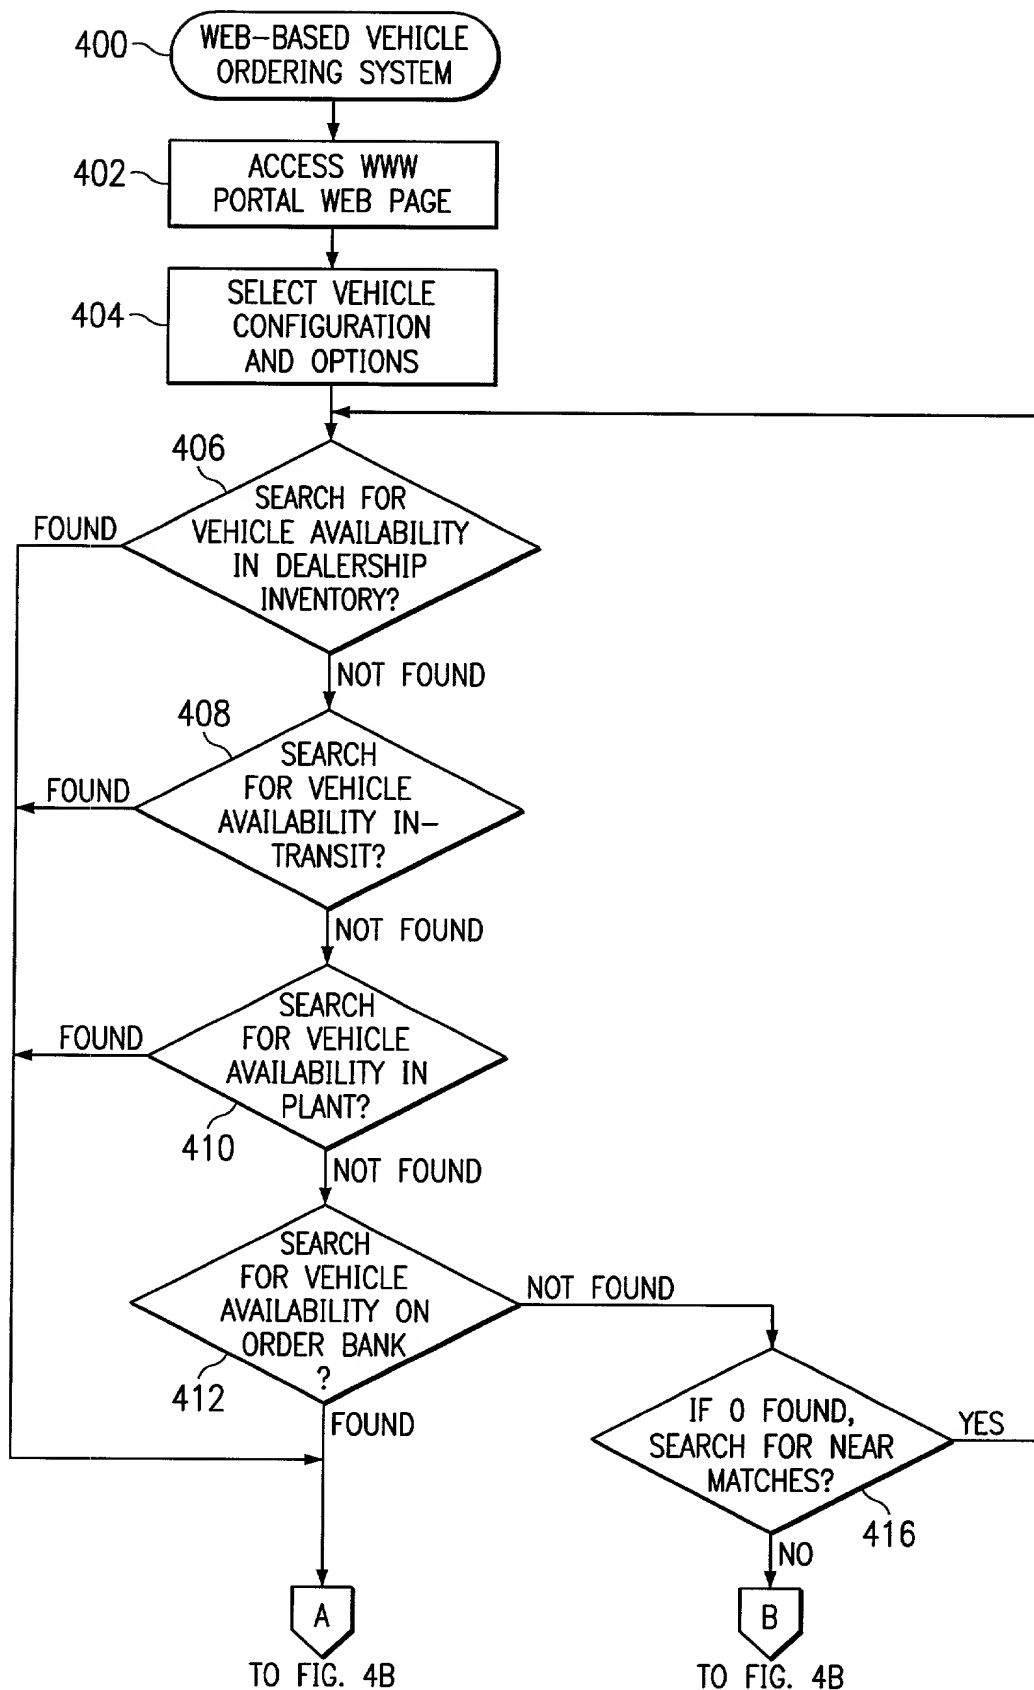 400
WEB-BASED VEHICLE
ORDERING SYSTEM
402
ACCESS WWW
PORTAL WEB PAGE
404
SELECT VEHICLE
CONFIGURATION
AND OPTIONS
406
SEARCH FOR
VEHICLE AVAILABILITY
IN DEALERSHIP
INVENTORY?
FOUND
NOT FOUND
408
SEARCH
FOR VEHICLE
AVAILABILITY IN-
TRANSIT?
FOUND
NOT FOUND
SEARCH
FOR VEHICLE
AVAILABILITY IN
PLANT?
FOUND
410
NOT FOUND
SEARCH
FOR VEHICLE
AVAILABILITY ON
ORDER BANK
?
412
NOT FOUND
FOUND
IF 0 FOUND,
SEARCH FOR NEAR
MATCHES?
YES
416
NO
A
TO FIG. 4B
B
TO FIG. 4B